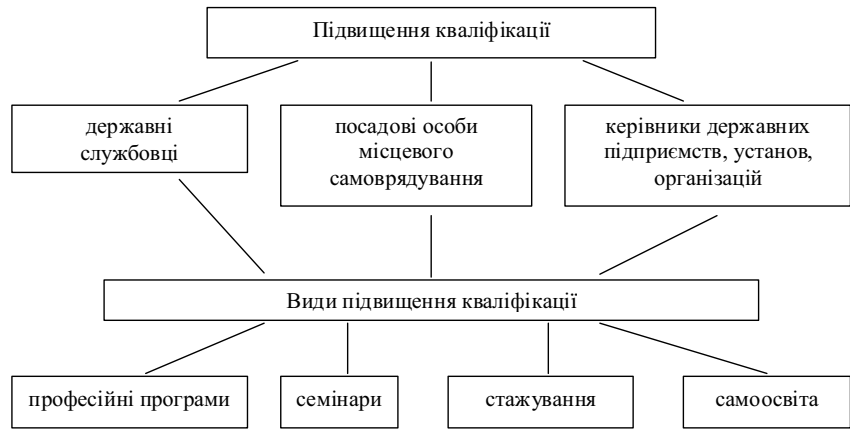 Підвищення кваліфікації
державні
службовці
посадові особи
місцевого
самоврядування
керівники державних
підприємств, установ,
організацій
Види підвищення кваліфікації
професійні програми
семінари
стажування
самоосвіта